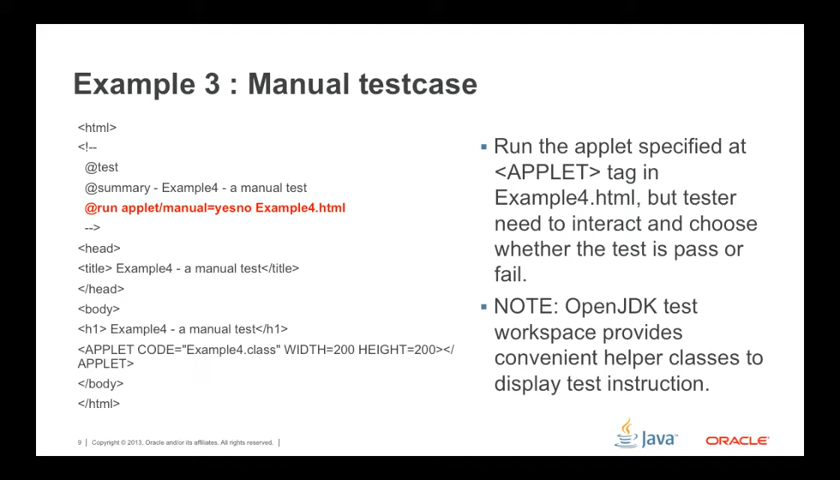 Example 3 : Manual testcase
<html>
<!--
@test
@summary - Example4 - a manual test
@run applet/manual=yesno Example4.html
-->
<head>
<title> Example4 - a manual test</title>
</head>
<body>
<h1> Example4 - a manual test</h1>
<APPLET CODE="Example4.class" WIDTH=200 HEIGHT=200></
APPLET>
</body>
</html>
▪ Run the applet specified at
<APPLET> tag in
Example4.html, but tester
need to interact and choose
whether the test is pass or
fail.
▪ NOTE: OpenJDK test
workspace provides
convenient helper classes to
display test instruction.
9 | Copyright © 2013, Oracle and/or its affiliates. All rights reserved. |
Java™
ORACLE®